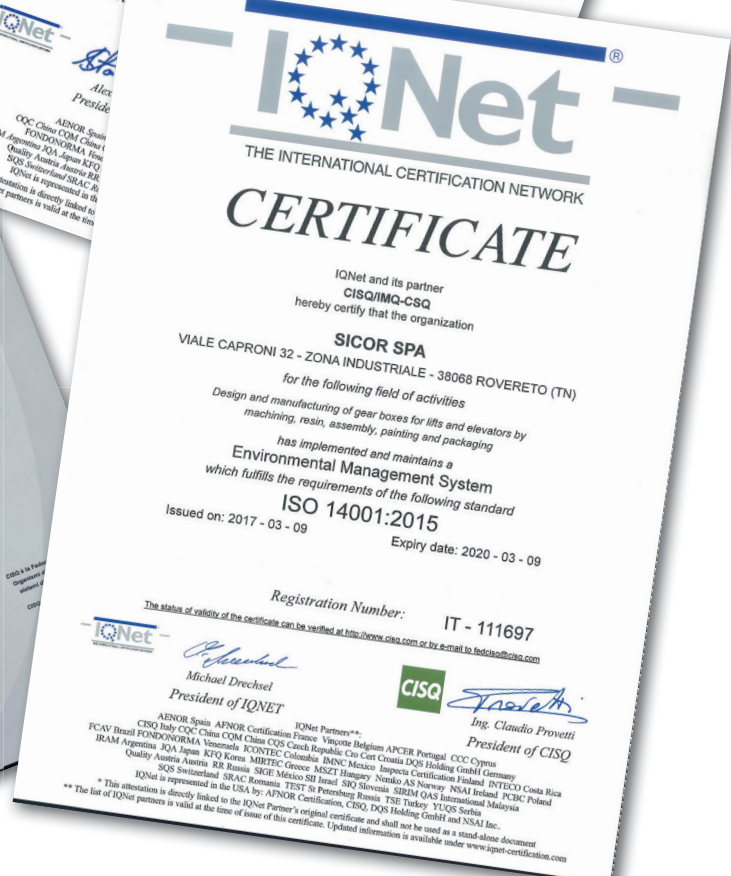 IQNet
Alex
Preside
AENOR Spain
CQC China CQM China
FONDONORMA Vene
Argentina JQA Japan KFQ
Quality Austria Austria RR
SQS Switzerland SRAC R
IQNet is represented in th
testation is directly linked to
et partners is valid at the tim
CISQ è la Feder
Organismi
sistemi d
CISQ
IQNet®
THE INTERNATIONAL CERTIFICATION NETWORK
CERTIFICATE
IQNet and its partner
CISQ/IMQ-CSQ
hereby certify that the organization
SICOR SPA
VIALE CAPRONI 32 - ZONA INDUSTRIALE - 38068 ROVERETO (TN)
for the following field of activities
Design and manufacturing of gear boxes for lifts and elevators by
machining, resin, assembly, painting and packaging
has implemented and maintains a
Environmental Management System
which fulfills the requirements of the following standard
ISO 14001:2015
Issued on: 2017 - 03 - 09
Expiry date: 2020 - 03 - 09
Registration Number: IT - 111697
The status of validity of the certificate can be verified at http://www.cisq.com or by e-mail to fedcisq@cisq.com
IQNet
Michael Drechsel
President of IQNET
CISQ
Ing. Claudio Provetti
President of CISQ
IQNet Partners**:
AENOR Spain AFNOR Certification France Vinçotte Belgium APCER Portugal CCC Cyprus
CISQ Italy CQC China CQM China CQS Czech Republic Cro Cert Croatia DQS Holding GmbH Germany
FCAV Brazil FONDONORMA Venezuela ICONTEC Colombia IMNC Mexico Inspecta Certification Finland INTECO Costa Rica
IRAM Argentina JQA Japan KFQ Korea MIRTEC Greece MSZT Hungary Nemko AS Norway NSAI Ireland PCBC Poland
Quality Austria Austria RR Russia SIGE México SII Israel SIQ Slovenia SIRIM QAS International Malaysia
SQS Switzerland SRAC Romania TEST St Petersburg Russia TSE Turkey YUQS Serbia
IQNet is represented in the USA by: AFNOR Certification, CISQ, DQS Holding GmbH and NSAI Inc..
* This attestation is directly linked to the IQNet Partner's original certificate and shall not be used as a stand-alone document
** The list of IQNet partners is valid at the time of issue of this certificate. Updated information is available under www.iqnet-certification.com